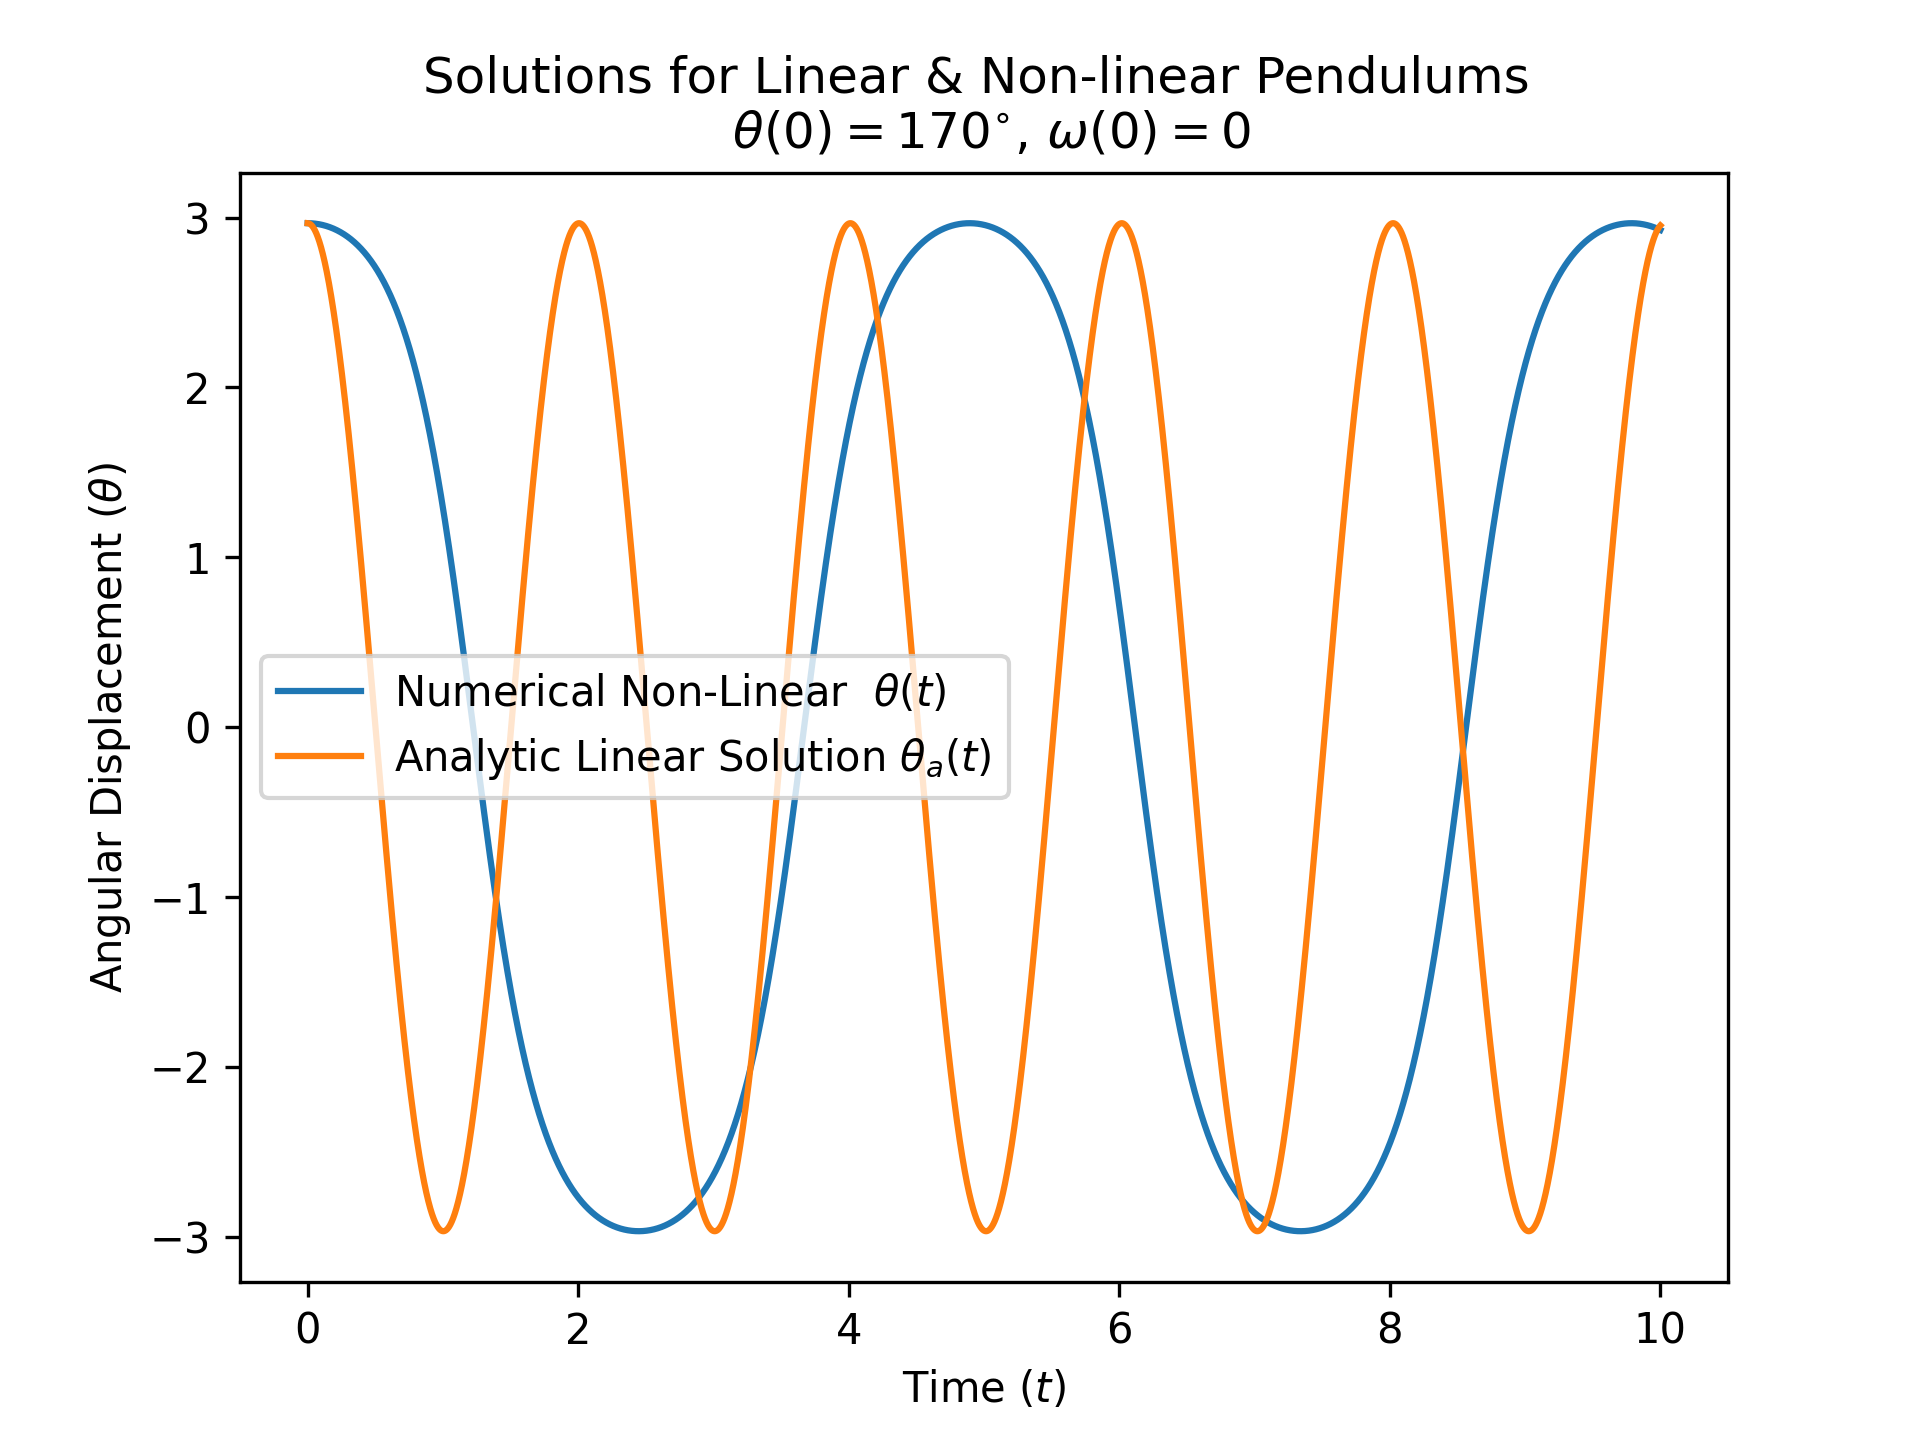 Solutions for Linear & Non-linear Pendulums
θ(0) = 170°, ω(0) = 0
Angular Displacement (θ)
3
2
1
0
−1
−2
−3
Numerical Non-Linear θ(t)
Analytic Linear Solution θₐ(t)
0 2 4 6 8 10
Time (t)